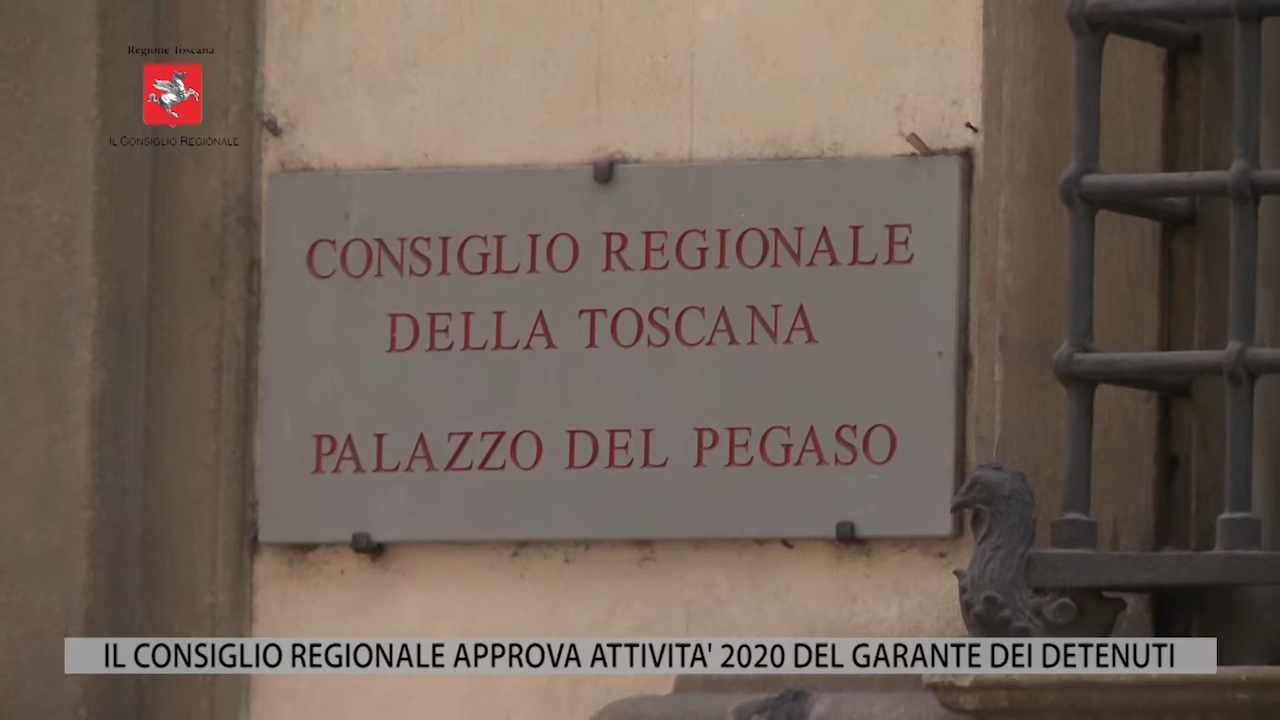 Regione Toscana
IL CONSIGLIO REGIONALE
CONSIGLIO REGIONALE
DELLA TOSCANA
PALAZZO DEL PEGASO
IL CONSIGLIO REGIONALE APPROVA ATTIVITA' 2020 DEL GARANTE DEI DETENUTI